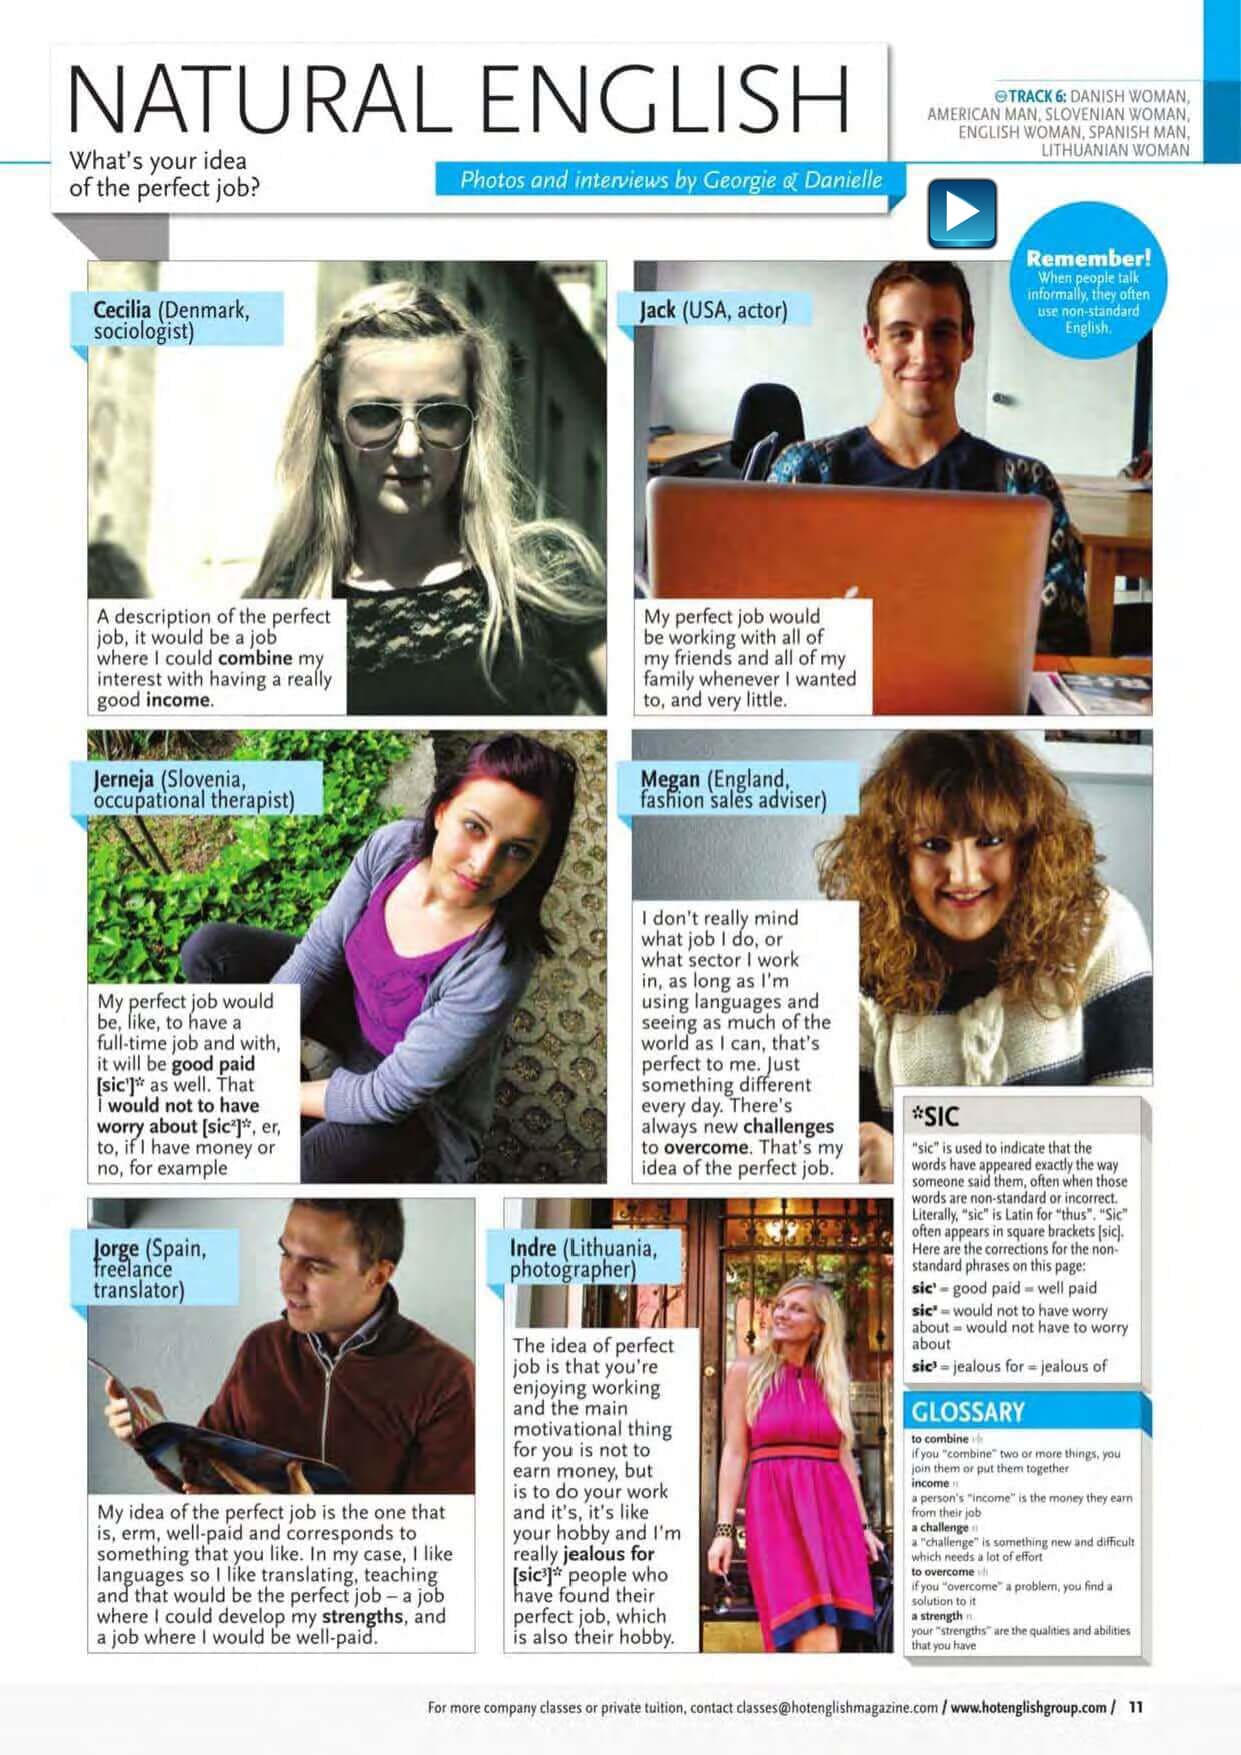 NATURAL ENGLISH
What's your idea
of the perfect job?
Photos and interviews by Georgie & Danielle
TRACK 6: DANISH WOMAN,
AMERICAN MAN, SLOVENIAN WOMAN,
ENGLISH WOMAN, SPANISH MAN,
LITHUANIAN WOMAN
Remember!
When people talk
informally, they often
use non-standard
English.
Cecilia (Denmark,
sociologist)
A description of the perfect
job, it would be a job
where I could combine my
interest with having a really
good income.
Jack (USA, actor)
My perfect job would
be working with all of
my friends and all of my
family whenever I wanted
to, and very little.
Jerneja (Slovenia,
occupational therapist)
My perfect job would
be, like, to have a
full-time job and with,
it will be good paid
[sic¹]* as well. That
I would not to have
worry about [sic²]*, er,
to, if I have money or
no, for example
Megan (England,
fashion sales adviser)
I don't really mind
what job I do, or
what sector I work
in, as long as I'm
using languages and
seeing as much of the
world as I can, that's
perfect to me. Just
something different
every day. There's
always new challenges
to overcome. That's my
idea of the perfect job.
Jorge (Spain,
freelance
translator)
My idea of the perfect job is the one that
is, erm, well-paid and corresponds to
something that you like. In my case, I like
languages so I like translating, teaching
and that would be the perfect job – a job
where I could develop my strengths, and
a job where I would be well-paid.
Indre (Lithuania,
photographer)
The idea of perfect
job is that you're
enjoying working
and the main
motivational thing
for you is not to
earn money, but
is to do your work
and it's, it's like
your hobby and I'm
really jealous for
[sic³]* people who
have found their
perfect job, which
is also their hobby.
*SIC
"sic" is used to indicate that the
words have appeared exactly the way
someone said them, often when those
words are non-standard or incorrect.
Literally, "sic" is Latin for "thus". "Sic"
often appears in square brackets [sic].
Here are the corrections for the non-
standard phrases on this page:
sic¹ = good paid = well paid
sic² = would not to have worry
about = would not have to worry
about
sic³ = jealous for = jealous of
GLOSSARY
to combine vb
if you "combine" two or more things, you
join them or put them together
income n
a person's "income" is the money they earn
from their job
a challenge n
a "challenge" is something new and difficult
which needs a lot of effort
to overcome vb
if you "overcome" a problem, you find a
solution to it
a strength n
your "strengths" are the qualities and abilities
that you have
For more company classes or private tuition, contact classes@hotenglishmagazine.com / www.hotenglishgroup.com / 11